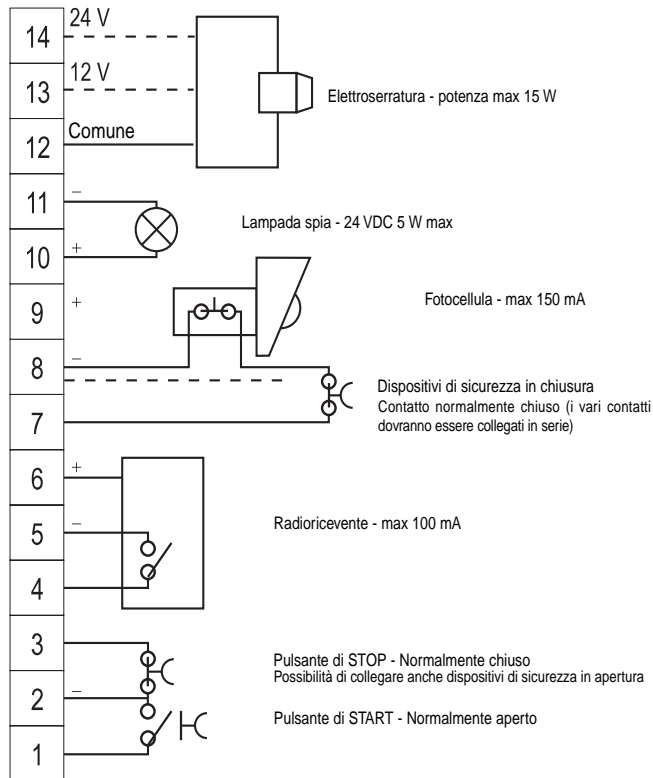 14
24 V
13
12 V
Elettroserratura - potenza max 15 W
12
Comune
11
−
Lampada spia - 24 VDC 5 W max
10
+
9
+
Fotocellula - max 150 mA
8
−
Dispositivi di sicurezza in chiusura
7
Contatto normalmente chiuso (i vari contatti
dovranno essere collegati in serie)
6
+
5
−
Radioricevente - max 100 mA
4
3
Pulsante di STOP - Normalmente chiuso
Possibilità di collegare anche dispositivi di sicurezza in apertura
2
−
Pulsante di START - Normalmente aperto
1